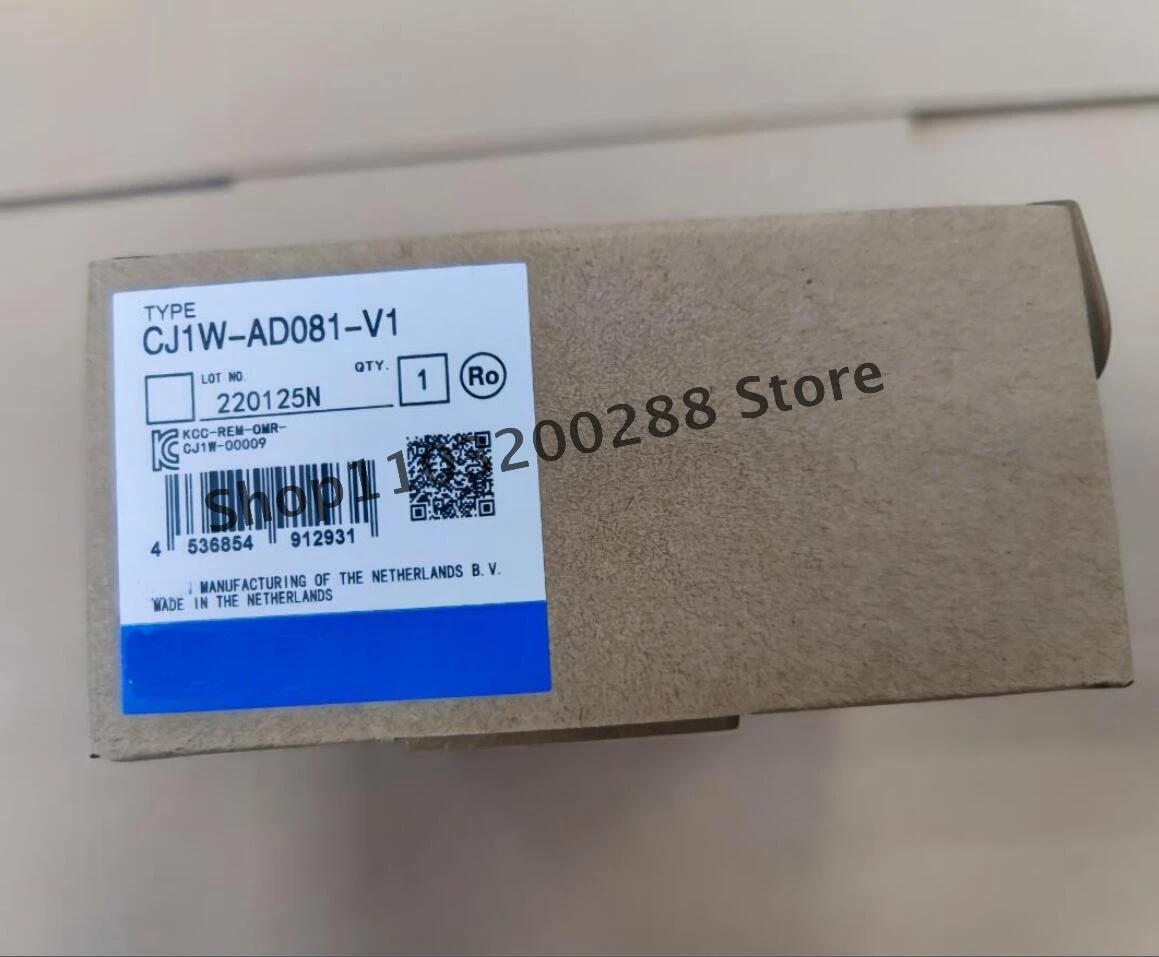 TYPE
CJ1W-AD081-V1
LOT NO. QTY. 1 Ro
220125N
KCC-REM-OMR-
CJ1W-00009
4 536854 912931
MANUFACTURING OF THE NETHERLANDS B.V.
MADE IN THE NETHERLANDS
Shop1103200288 Store